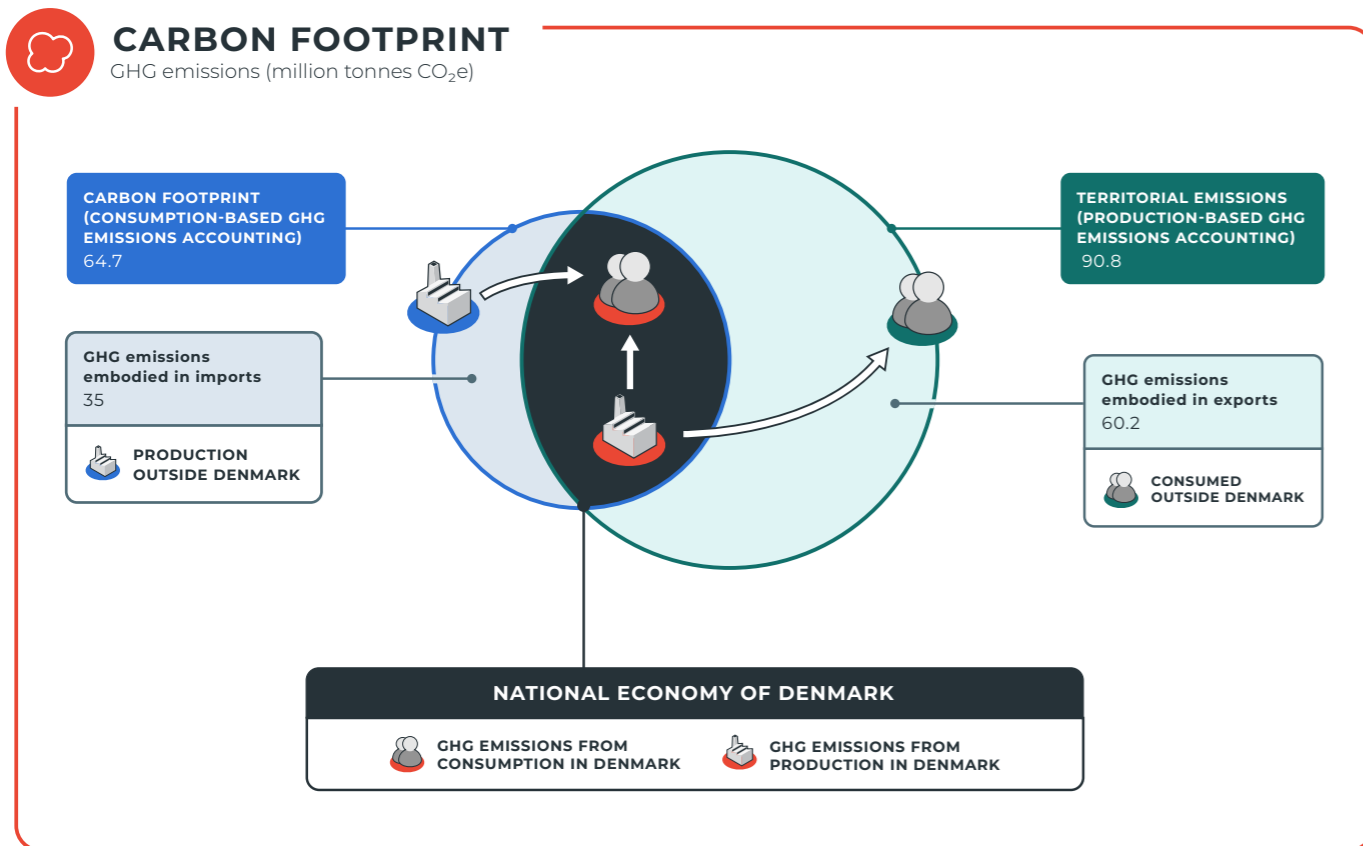 CARBON FOOTPRINT
GHG emissions (million tonnes CO₂e)
CARBON FOOTPRINT
(CONSUMPTION-BASED GHG
EMISSIONS ACCOUNTING)
64.7
TERRITORIAL EMISSIONS
(PRODUCTION-BASED GHG
EMISSIONS ACCOUNTING)
90.8
GHG emissions
embodied in imports
35
PRODUCTION
OUTSIDE DENMARK
GHG emissions
embodied in exports
60.2
CONSUMED
OUTSIDE DENMARK
NATIONAL ECONOMY OF DENMARK
GHG EMISSIONS FROM
CONSUMPTION IN DENMARK
GHG EMISSIONS FROM
PRODUCTION IN DENMARK